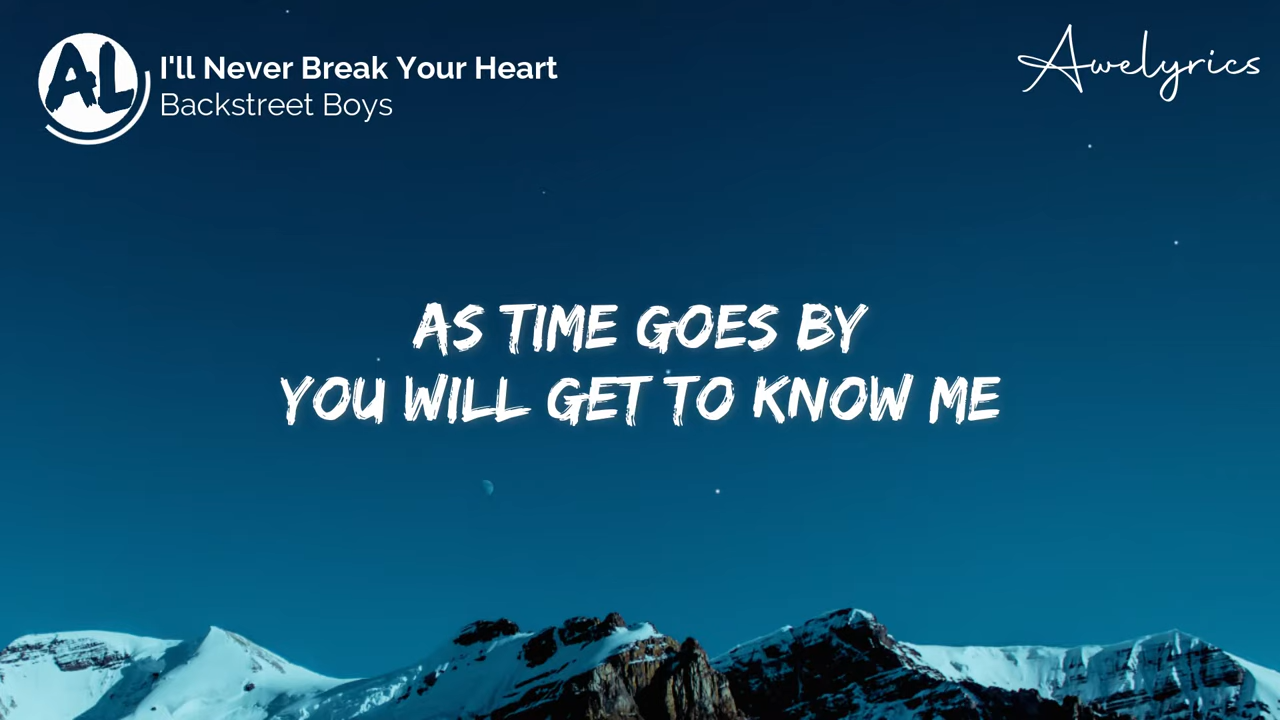 AL
I'll Never Break Your Heart
Backstreet Boys
Awelyrics
AS TIME GOES BY
YOU WILL GET TO KNOW ME